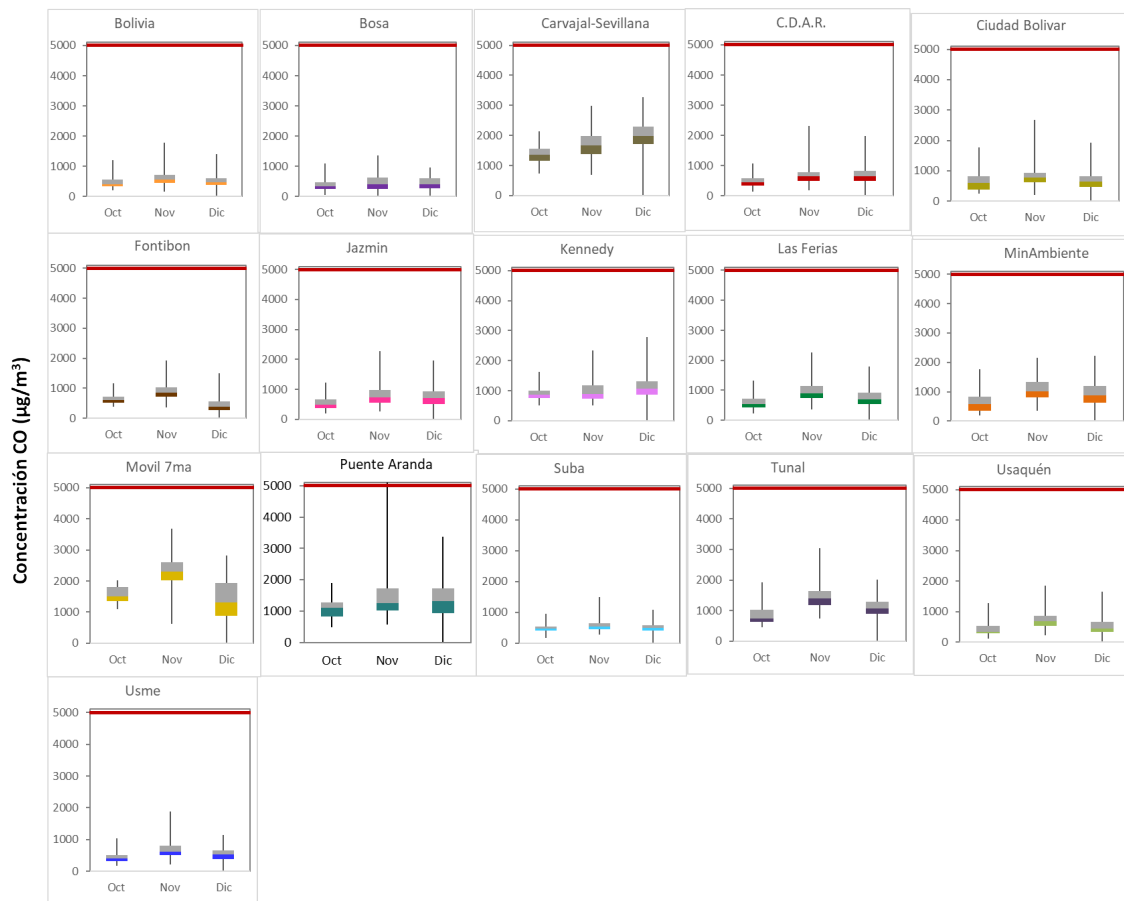 Concentración CO (µg/m³)
Bolivia
5000
4000
3000
2000
1000
0
Oct Nov Dic
Bosa
5000
4000
3000
2000
1000
0
Oct Nov Dic
Carvajal-Sevillana
5000
4000
3000
2000
1000
0
Oct Nov Dic
C.D.A.R.
5000
4000
3000
2000
1000
0
Oct Nov Dic
Ciudad Bolivar
5000
4000
3000
2000
1000
0
Oct Nov Dic
Fontibon
5000
4000
3000
2000
1000
0
Oct Nov Dic
Jazmin
5000
4000
3000
2000
1000
0
Oct Nov Dic
Kennedy
5000
4000
3000
2000
1000
0
Oct Nov Dic
Las Ferias
5000
4000
3000
2000
1000
0
Oct Nov Dic
MinAmbiente
5000
4000
3000
2000
1000
0
Oct Nov Dic
Movil 7ma
5000
4000
3000
2000
1000
0
Oct Nov Dic
Puente Aranda
5000
4000
3000
2000
1000
0
Oct Nov Dic
Suba
5000
4000
3000
2000
1000
0
Oct Nov Dic
Tunal
5000
4000
3000
2000
1000
0
Oct Nov Dic
Usaquén
5000
4000
3000
2000
1000
0
Oct Nov Dic
Usme
5000
4000
3000
2000
1000
0
Oct Nov Dic